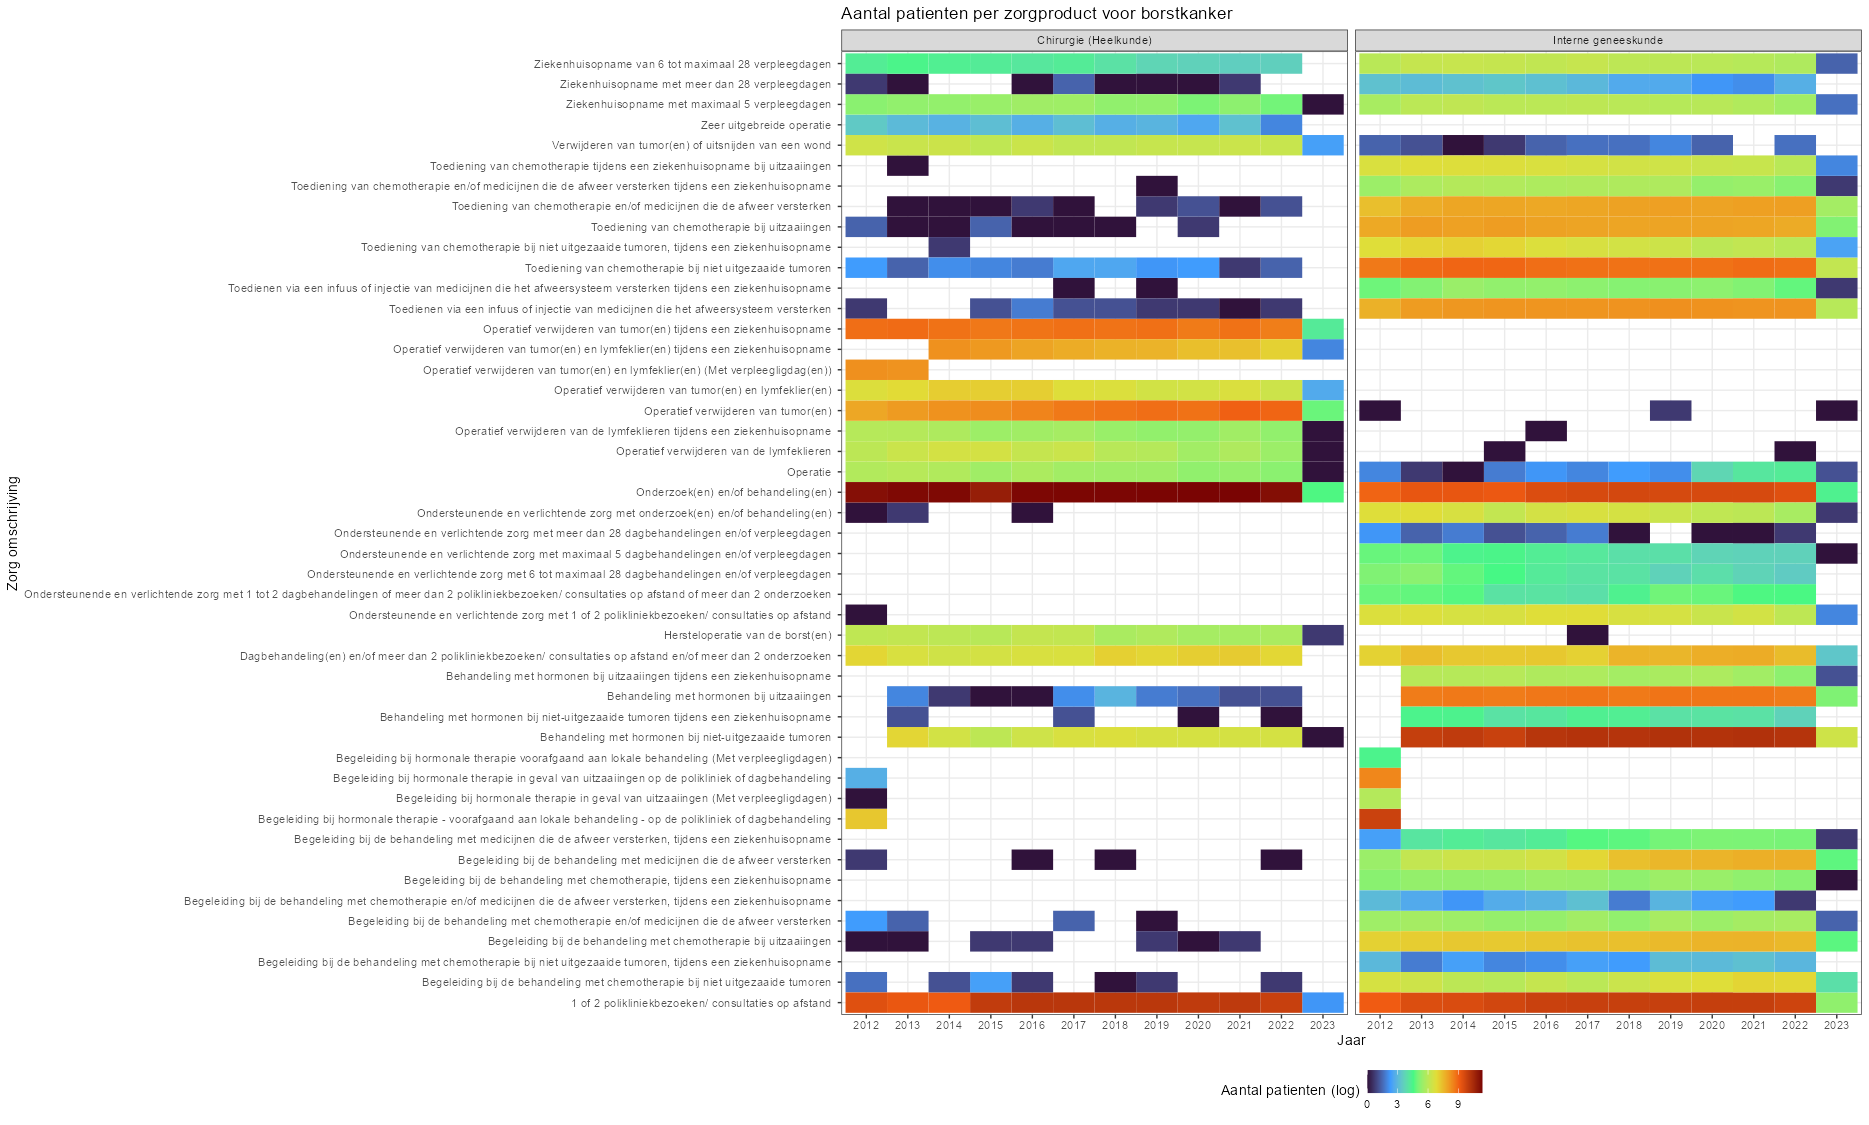 Aantal patienten per zorgproduct voor borstkanker
Chirurgie (Heelkunde)
Interne geneeskunde
Zorg omschrijving
Ziekenhuisopname van 6 tot maximaal 28 verpleegdagen
Ziekenhuisopname met meer dan 28 verpleegdagen
Ziekenhuisopname met maximaal 5 verpleegdagen
Zeer uitgebreide operatie
Verwijderen van tumor(en) of uitsnijden van een wond
Toediening van chemotherapie tijdens een ziekenhuisopname bij uitzaaiingen
Toediening van chemotherapie en/of medicijnen die de afweer versterken tijdens een ziekenhuisopname
Toediening van chemotherapie en/of medicijnen die de afweer versterken
Toediening van chemotherapie bij uitzaaiingen
Toediening van chemotherapie bij niet uitgezaaide tumoren, tijdens een ziekenhuisopname
Toediening van chemotherapie bij niet uitgezaaide tumoren
Toedienen via een infuus of injectie van medicijnen die het afweersysteem versterken tijdens een ziekenhuisopname
Toedienen via een infuus of injectie van medicijnen die het afweersysteem versterken
Operatief verwijderen van tumor(en) tijdens een ziekenhuisopname
Operatief verwijderen van tumor(en) en lymfeklier(en) tijdens een ziekenhuisopname
Operatief verwijderen van tumor(en) en lymfeklier(en) (Met verpleegligdag(en))
Operatief verwijderen van tumor(en) en lymfeklier(en)
Operatief verwijderen van tumor(en)
Operatief verwijderen van de lymfeklieren tijdens een ziekenhuisopname
Operatief verwijderen van de lymfeklieren
Operatie
Onderzoek(en) en/of behandeling(en)
Ondersteunende en verlichtende zorg met onderzoek(en) en/of behandeling(en)
Ondersteunende en verlichtende zorg met meer dan 28 dagbehandelingen en/of verpleegdagen
Ondersteunende en verlichtende zorg met maximaal 5 dagbehandelingen en/of verpleegdagen
Ondersteunende en verlichtende zorg met 6 tot maximaal 28 dagbehandelingen en/of verpleegdagen
Ondersteunende en verlichtende zorg met 1 tot 2 dagbehandelingen of meer dan 2 polikliniekbezoeken/ consultaties op afstand of meer dan 2 onderzoeken
Ondersteunende en verlichtende zorg met 1 of 2 polikliniekbezoeken/ consultaties op afstand
Hersteloperatie van de borst(en)
Dagbehandeling(en) en/of meer dan 2 polikliniekbezoeken/ consultaties op afstand en/of meer dan 2 onderzoeken
Behandeling met hormonen bij uitzaaiingen tijdens een ziekenhuisopname
Behandeling met hormonen bij uitzaaiingen
Behandeling met hormonen bij niet-uitgezaaide tumoren tijdens een ziekenhuisopname
Behandeling met hormonen bij niet-uitgezaaide tumoren
Begeleiding bij hormonale therapie voorafgaand aan lokale behandeling (Met verpleegligdagen)
Begeleiding bij hormonale therapie in geval van uitzaaiingen op de polikliniek of dagbehandeling
Begeleiding bij hormonale therapie in geval van uitzaaiingen (Met verpleegligdagen)
Begeleiding bij hormonale therapie - voorafgaand aan lokale behandeling - op de polikliniek of dagbehandeling
Begeleiding bij de behandeling met medicijnen die de afweer versterken, tijdens een ziekenhuisopname
Begeleiding bij de behandeling met medicijnen die de afweer versterken
Begeleiding bij de behandeling met chemotherapie, tijdens een ziekenhuisopname
Begeleiding bij de behandeling met chemotherapie en/of medicijnen die de afweer versterken, tijdens een ziekenhuisopname
Begeleiding bij de behandeling met chemotherapie en/of medicijnen die de afweer versterken
Begeleiding bij de behandeling met chemotherapie bij uitzaaiingen
Begeleiding bij de behandeling met chemotherapie bij niet uitgezaaide tumoren, tijdens een ziekenhuisopname
Begeleiding bij de behandeling met chemotherapie bij niet uitgezaaide tumoren
1 of 2 polikliniekbezoeken/ consultaties op afstand
2012 2013 2014 2015 2016 2017 2018 2019 2020 2021 2022 2023
2012 2013 2014 2015 2016 2017 2018 2019 2020 2021 2022 2023
Jaar
Aantal patienten (log)
0 3 6 9